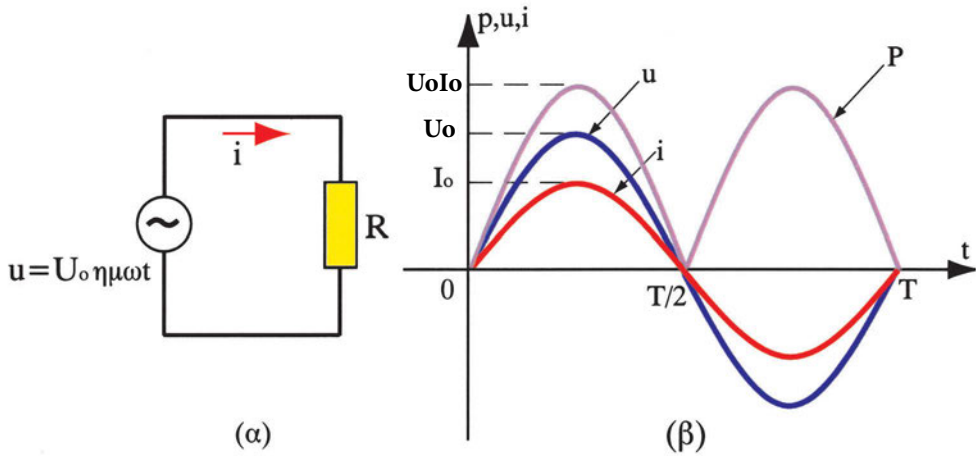 i
R
u = Uₒ ημωt
(α)
p,u,i
UoIo
Uo
Iₒ
u
i
P
t
0
T/2
T
(β)